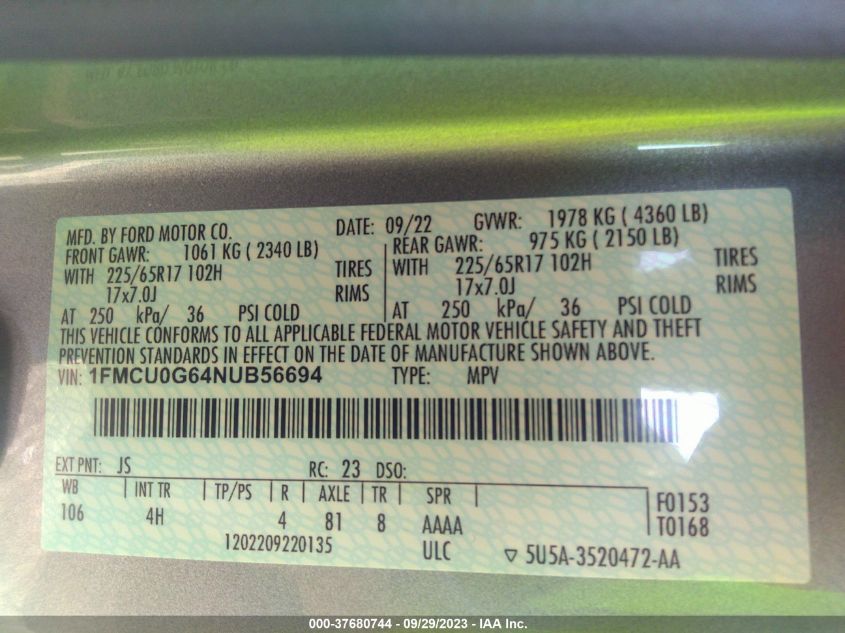 MFD. BY FORD MOTOR CO. DATE: 09/22 GVWR: 1978 KG ( 4360 LB)
FRONT GAWR: 1061 KG ( 2340 LB) REAR GAWR: 975 KG ( 2150 LB)
WITH 225/65R17 102H TIRES WITH 225/65R17 102H TIRES
17x7.0J RIMS 17x7.0J RIMS
AT 250 kPa/ 36 PSI COLD AT 250 kPa/ 36 PSI COLD
THIS VEHICLE CONFORMS TO ALL APPLICABLE FEDERAL MOTOR VEHICLE SAFETY AND THEFT
PREVENTION STANDARDS IN EFFECT ON THE DATE OF MANUFACTURE SHOWN ABOVE.
VIN: 1FMCU0G64NUB56694 TYPE: MPV
EXT PNT: JS RC: 23 DSO:
WB INT TR TP/PS R AXLE TR SPR F0153
106 4H 4 81 8 AAAA T0168
1202209220135 ULC 5U5A-3520472-AA
000-37680744 - 09/29/2023 - IAA Inc.